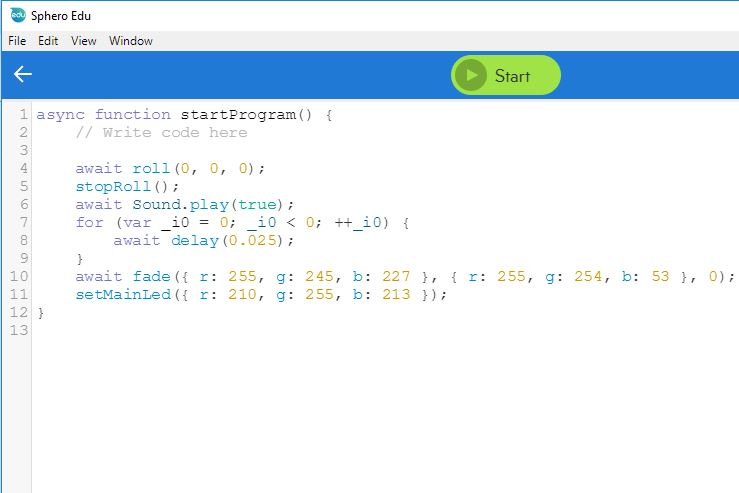 edu Sphero Edu
File Edit View Window
Start
1 async function startProgram() {
2     // Write code here
3
4     await roll(0, 0, 0);
5     stopRoll();
6     await Sound.play(true);
7     for (var _i0 = 0; _i0 < 0; ++_i0) {
8         await delay(0.025);
9     }
10     await fade({ r: 255, g: 245, b: 227 }, { r: 255, g: 254, b: 53 }, 0);
11     setMainLed({ r: 210, g: 255, b: 213 });
12 }
13